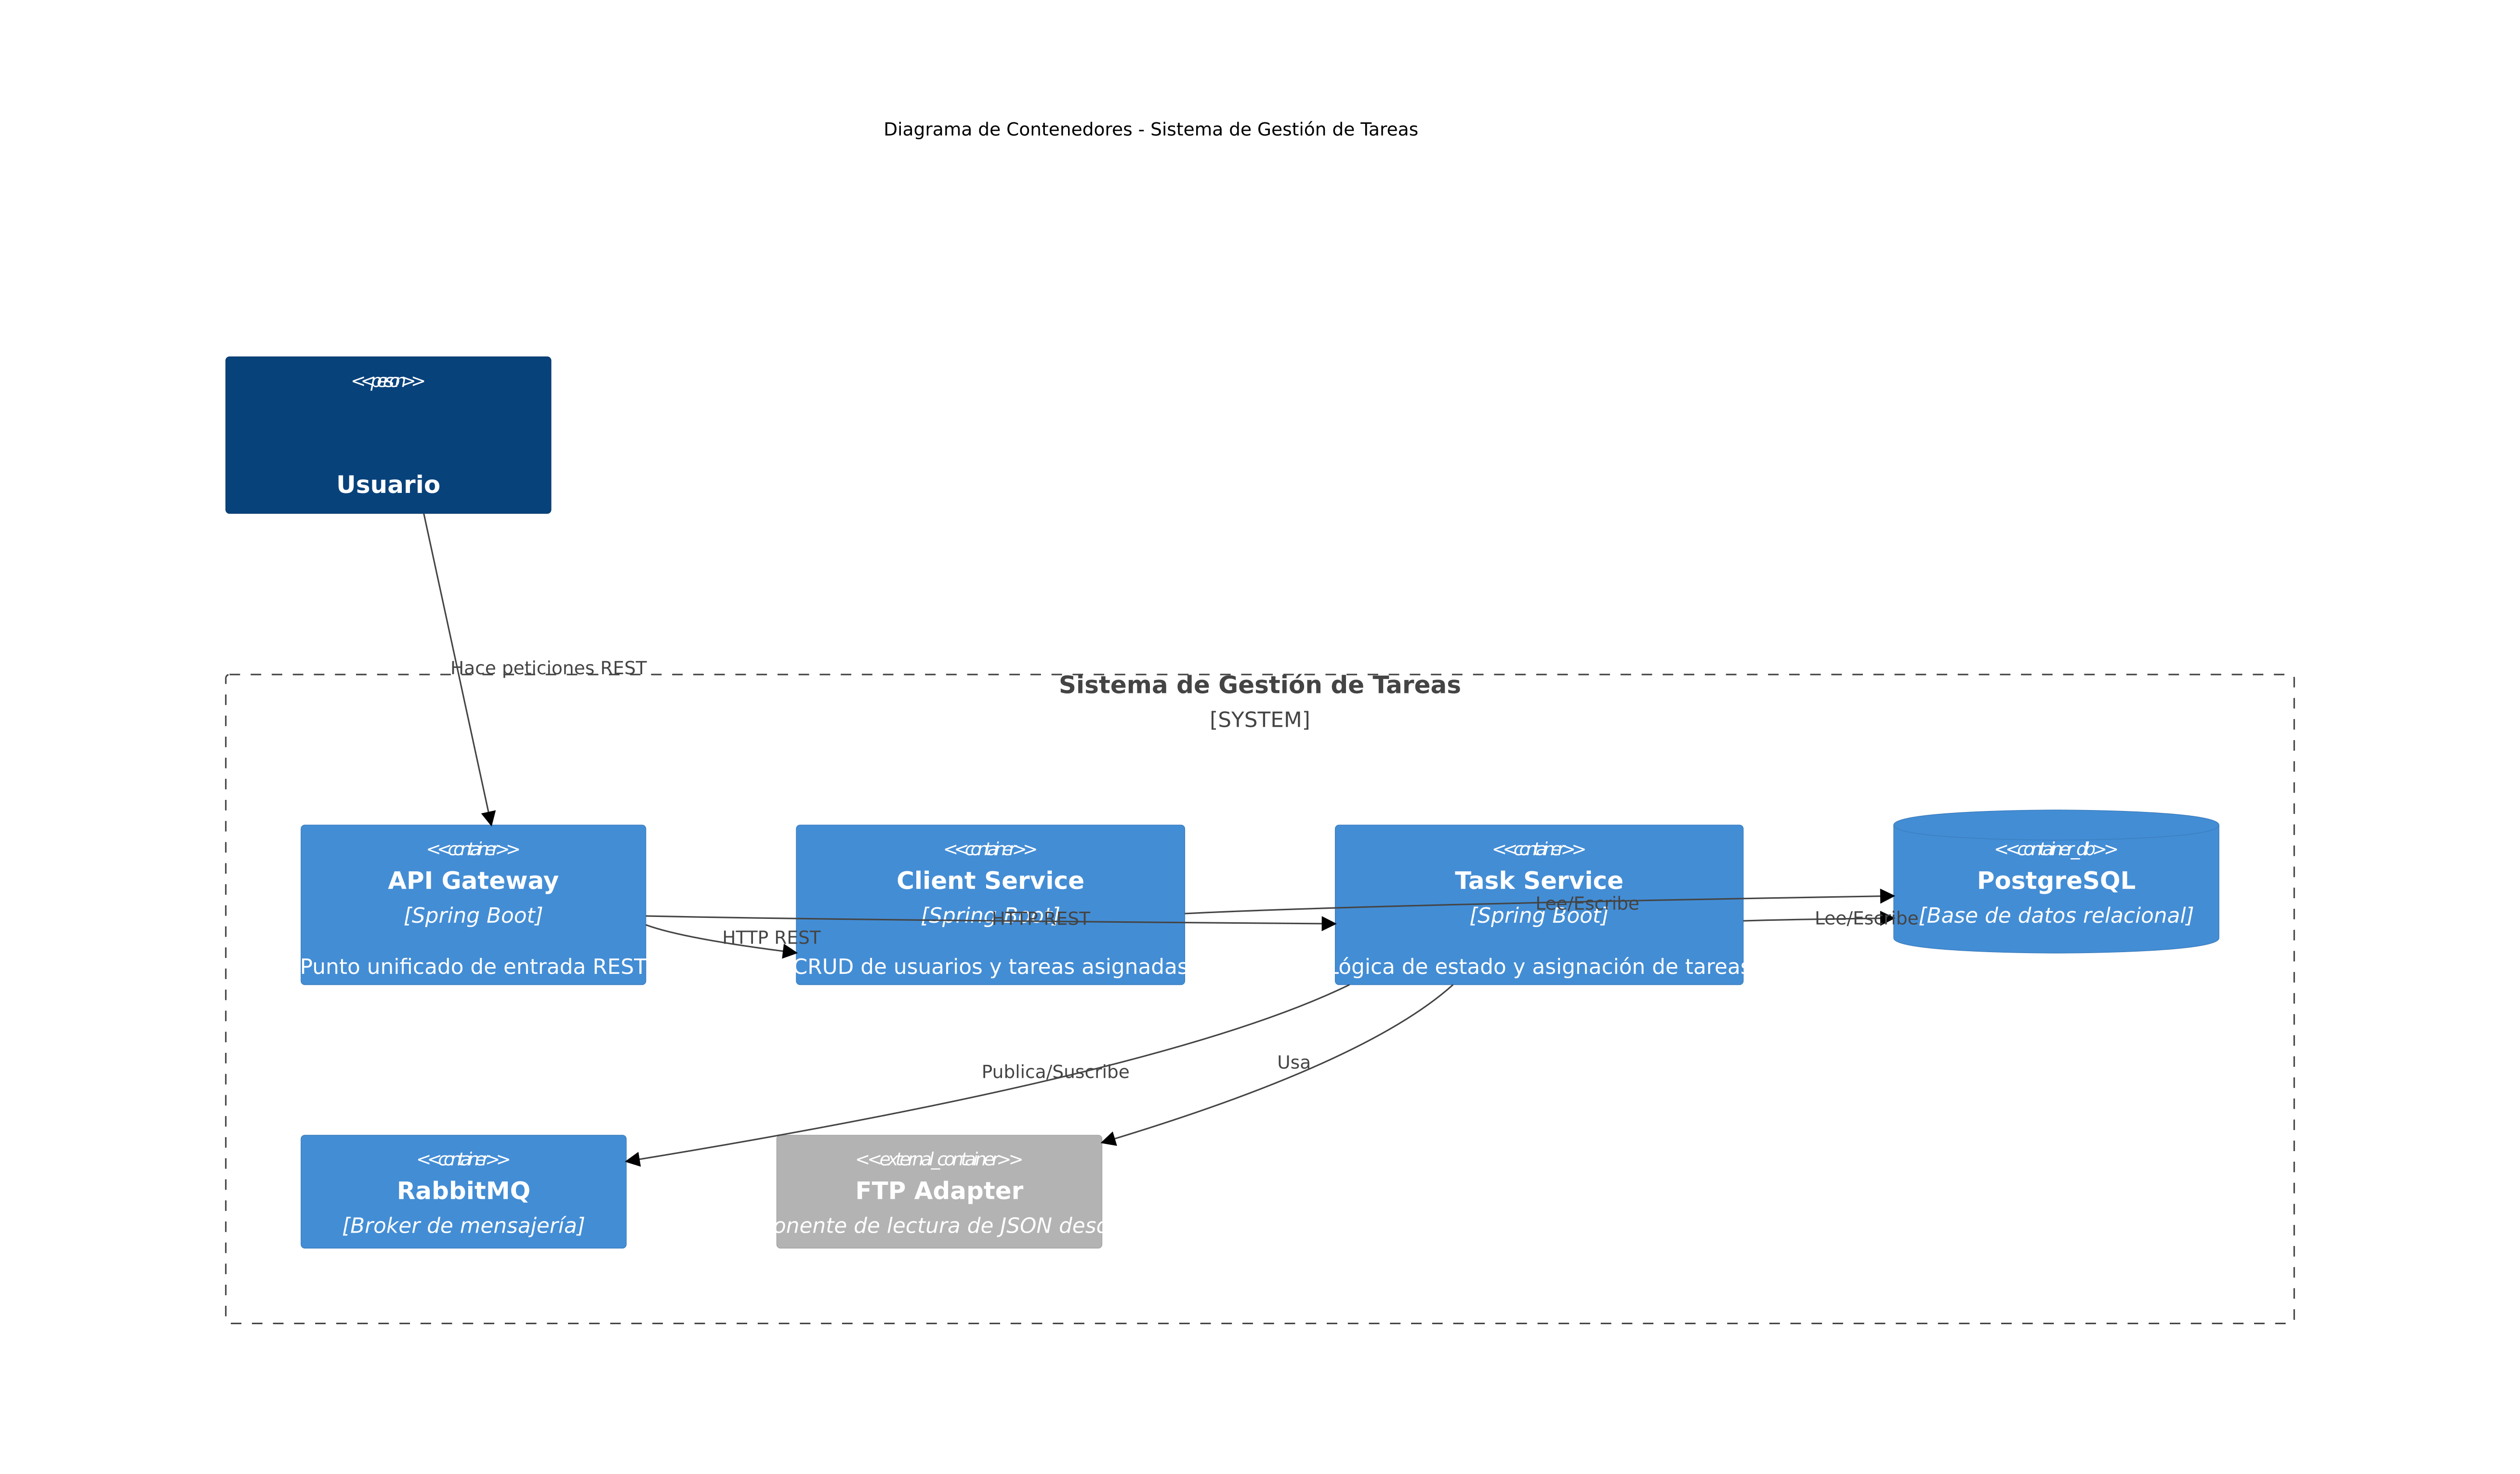 Diagrama de Contenedores - Sistema de Gestión de Tareas
<<person>>
Usuario
Hace peticiones REST
Sistema de Gestión de Tareas
[SYSTEM]
<<container>>
API Gateway
[Spring Boot]
Punto unificado de entrada REST
HTTP REST
<<container>>
Client Service
[Spring Boot]
HTTP REST
CRUD de usuarios y tareas asignadas
<<container>>
Task Service
Lee/Escribe
[Spring Boot]
Lógica de estado y asignación de tareas
Lee/Escribe
<<container_db>>
PostgreSQL
[Base de datos relacional]
Publica/Suscribe
Usa
<<container>>
RabbitMQ
[Broker de mensajería]
<<external_container>>
FTP Adapter
de lectura de JSON